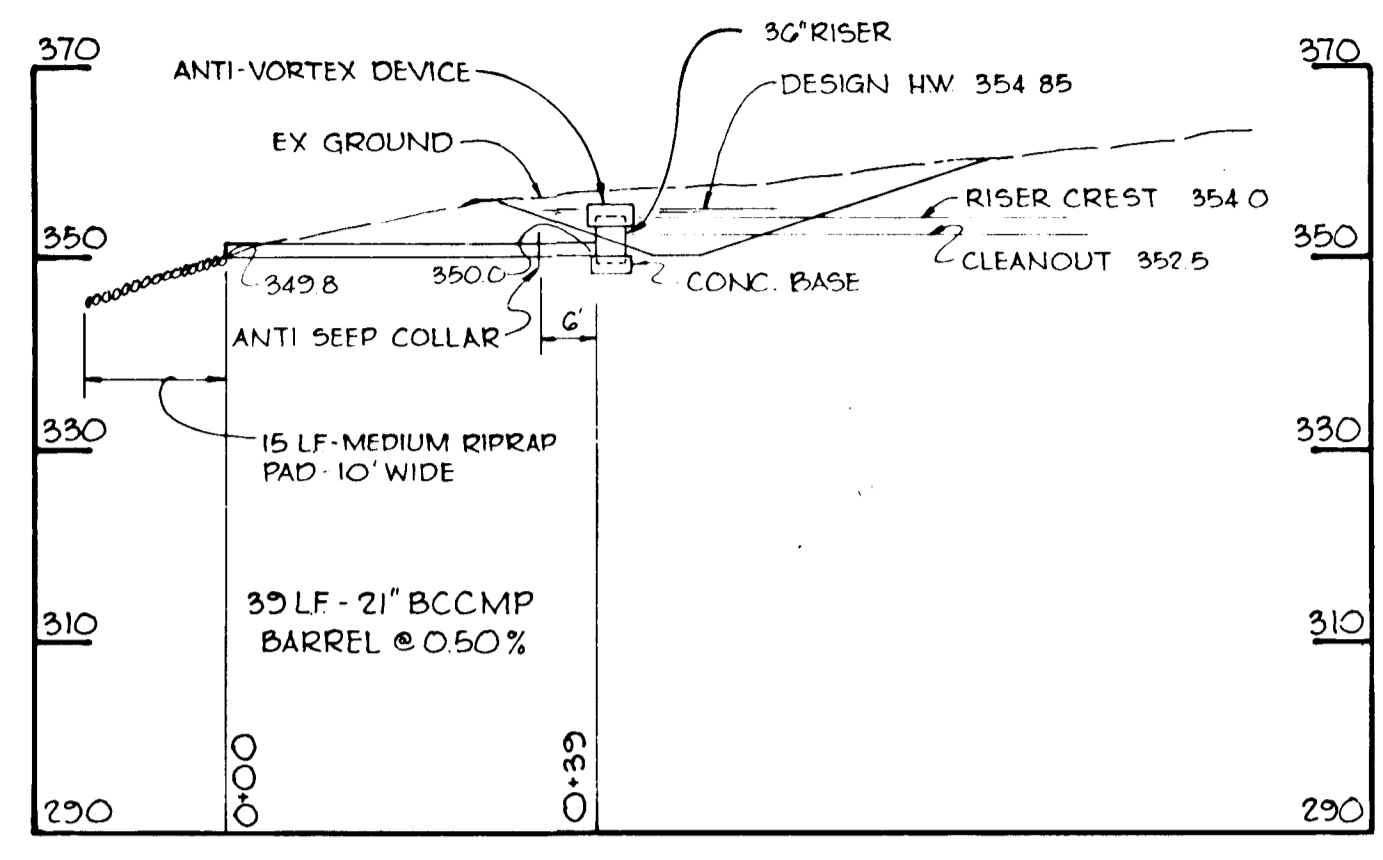 370
370
36" RISER
ANTI-VORTEX DEVICE
DESIGN H.W. 354 85
EX GROUND
RISER CREST 354 0
350
350
CLEANOUT 352.5
349.8
350.0
CONC. BASE
ANTI SEEP COLLAR
6'
330
330
15 LF-MEDIUM RIPRAP
PAD - 10' WIDE
39 L.F. - 21" BCCMP
BARREL @ 0.50%
310
310
0+00
0+39
290
290